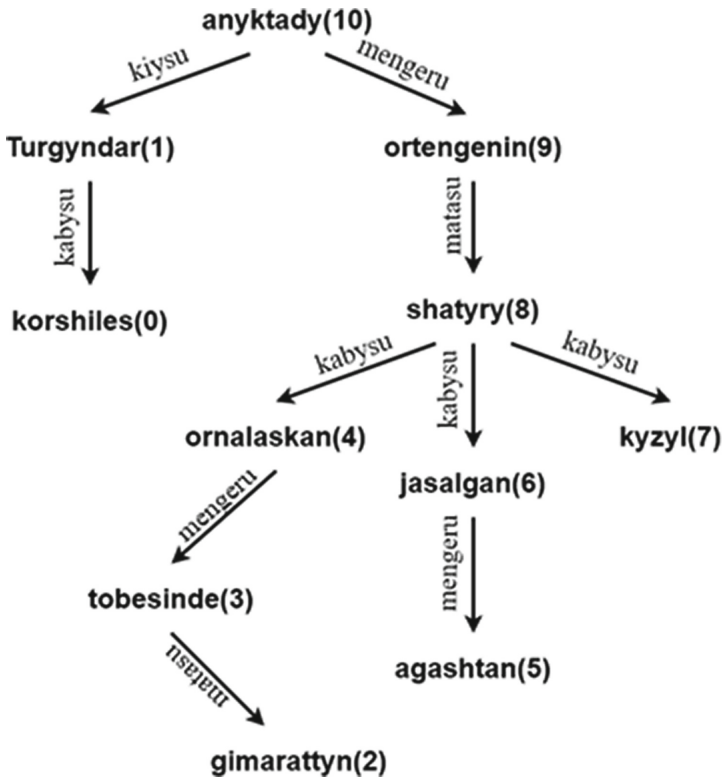 anyktady(10)
kiysu
mengeru
Turgyndar(1)
ortengenin(9)
kabysu
matasu
korshiles(0)
shatyry(8)
kabysu
kabysu
kabysu
ornalaskan(4)
kyzyl(7)
jasalgan(6)
mengeru
mengeru
tobesinde(3)
agashtan(5)
matasu
gimarattyn(2)